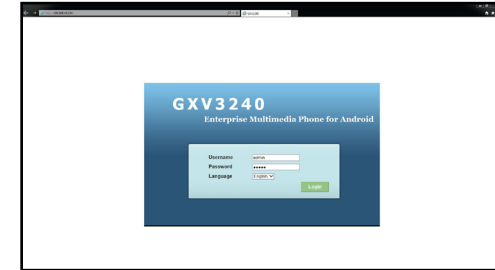 GXV3240
Enterprise Multimedia Phone for Android
Username
admin
Password
•••••
Language
English
Login